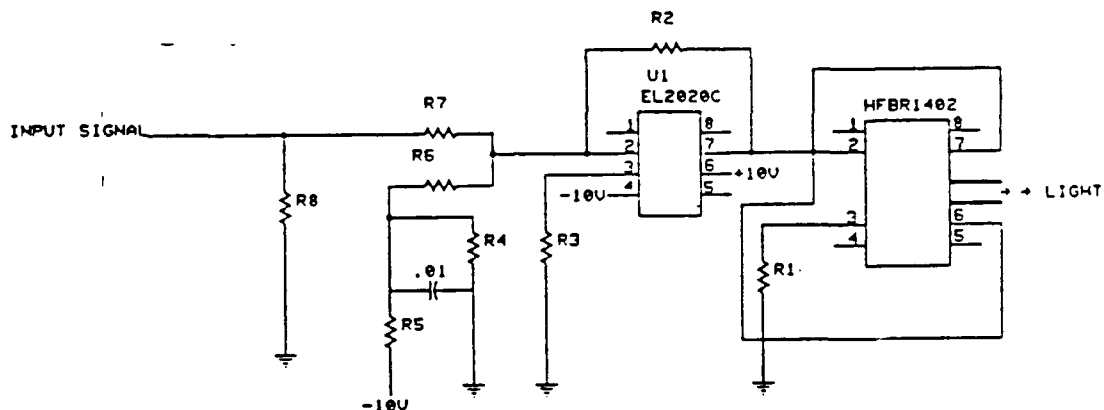 R2
U1
EL2020C
HFBR1402
R7
INPUT SIGNAL
1
2
3
4
8
7
6
5
+10V
-10V
1
2
3
4
8
7
6
5
→ → LIGHT
R6
R8
R4
R3
.01
R5
R1
-10V